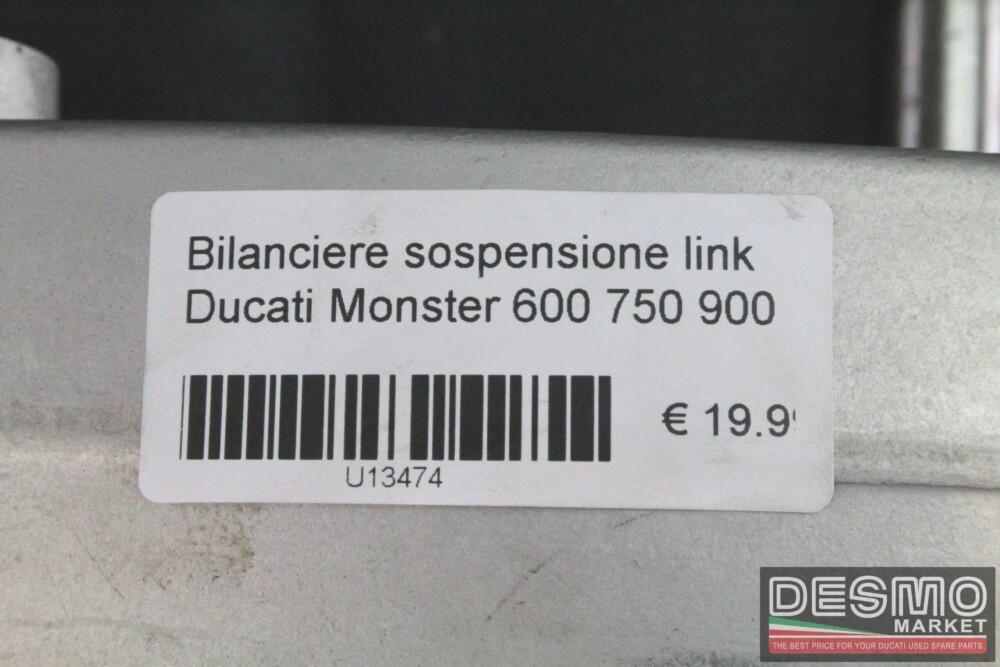 Bilanciere sospensione link
Ducati Monster 600 750 900
€ 19.9
U13474
DESMO
MARKET
THE BEST PRICE FOR YOUR DUCATI USED SPARE PARTS